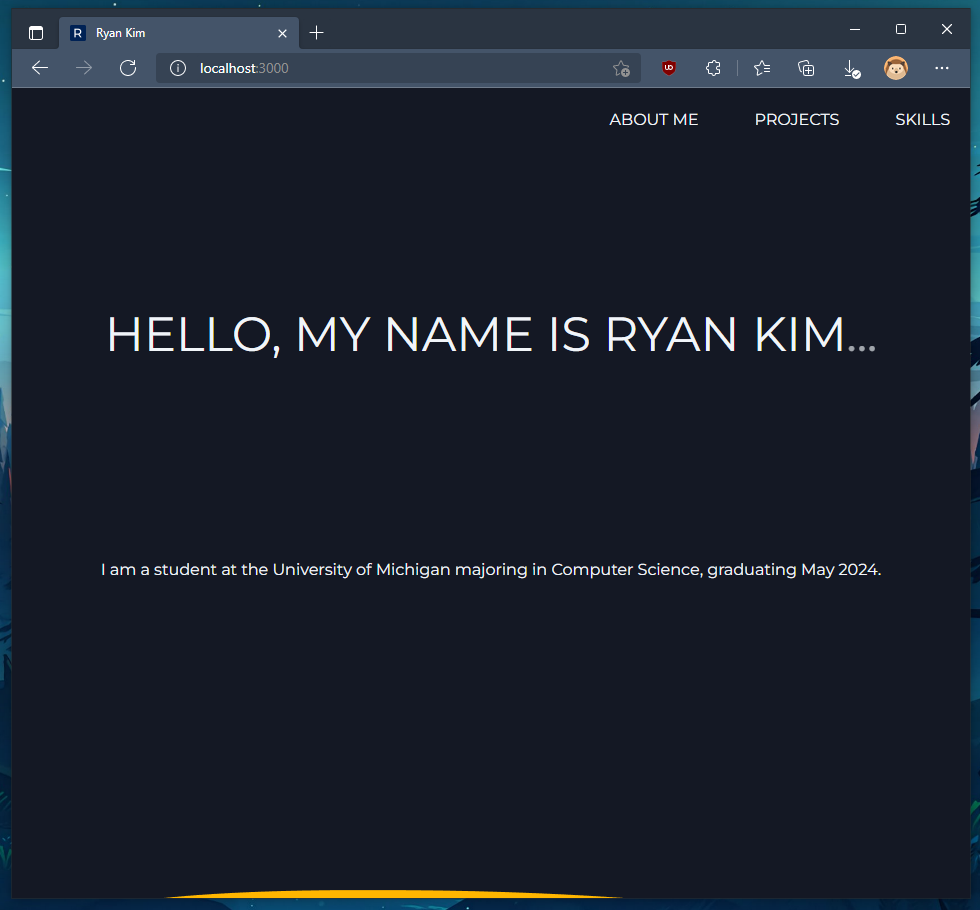 R Ryan Kim
localhost:3000
UD
ABOUT ME PROJECTS SKILLS
HELLO, MY NAME IS RYAN KIM...
I am a student at the University of Michigan majoring in Computer Science, graduating May 2024.